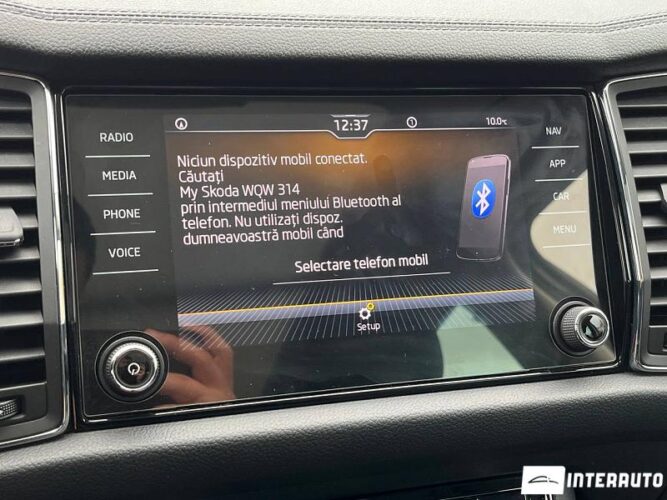 12:37
10.0°C
RADIO
MEDIA
PHONE
VOICE
NAV
APP
CAR
MENU
Niciun dispozitiv mobil conectat.
Căutați
My Skoda WQW 314
prin intermediul meniului Bluetooth al
telefon. Nu utilizați dispoz.
dumneavoastră mobil când
Selectare telefon mobil
Setup
INTERAUTO